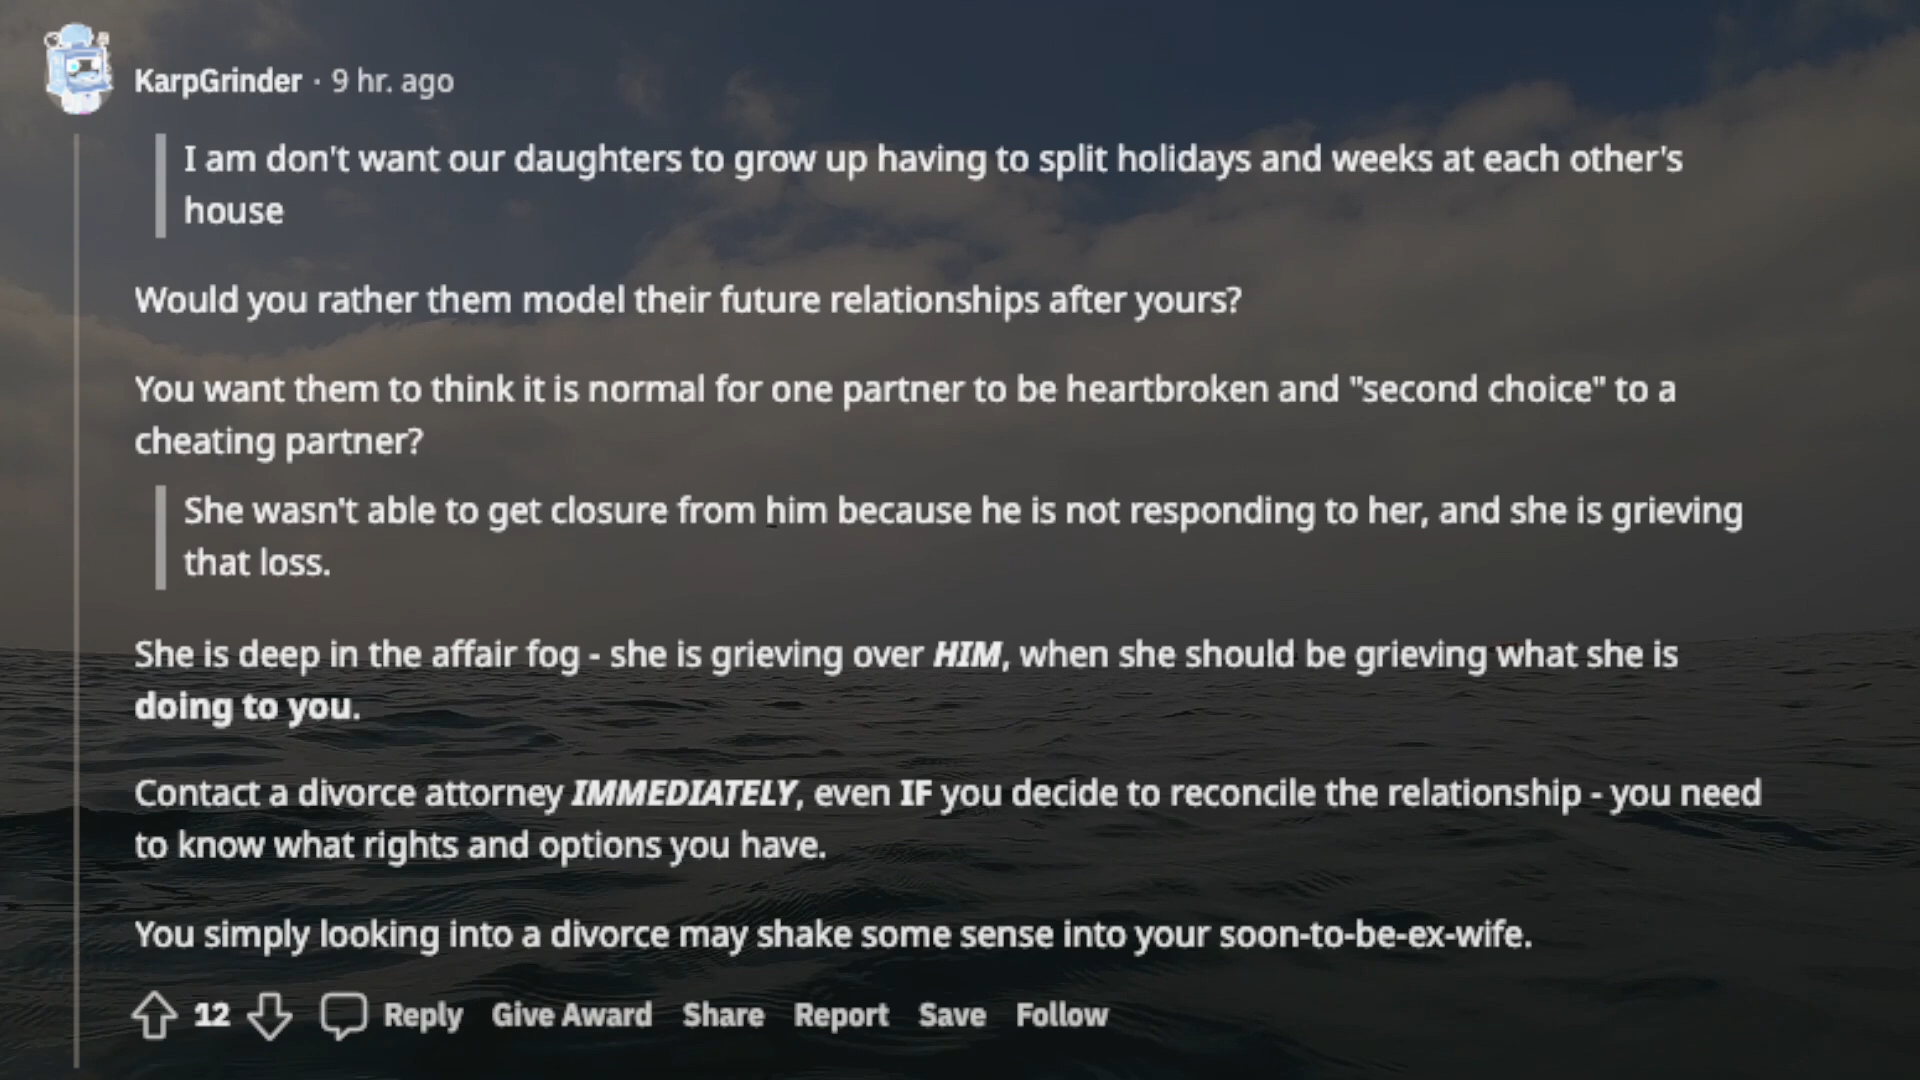 KarpGrinder · 9 hr. ago
I am don't want our daughters to grow up having to split holidays and weeks at each other's
house
Would you rather them model their future relationships after yours?
You want them to think it is normal for one partner to be heartbroken and "second choice" to a
cheating partner?
She wasn't able to get closure from him because he is not responding to her, and she is grieving
that loss.
She is deep in the affair fog - she is grieving over HIM, when she should be grieving what she is
doing to you.
Contact a divorce attorney IMMEDIATELY, even IF you decide to reconcile the relationship - you need
to know what rights and options you have.
You simply looking into a divorce may shake some sense into your soon-to-be-ex-wife.
12 Reply Give Award Share Report Save Follow